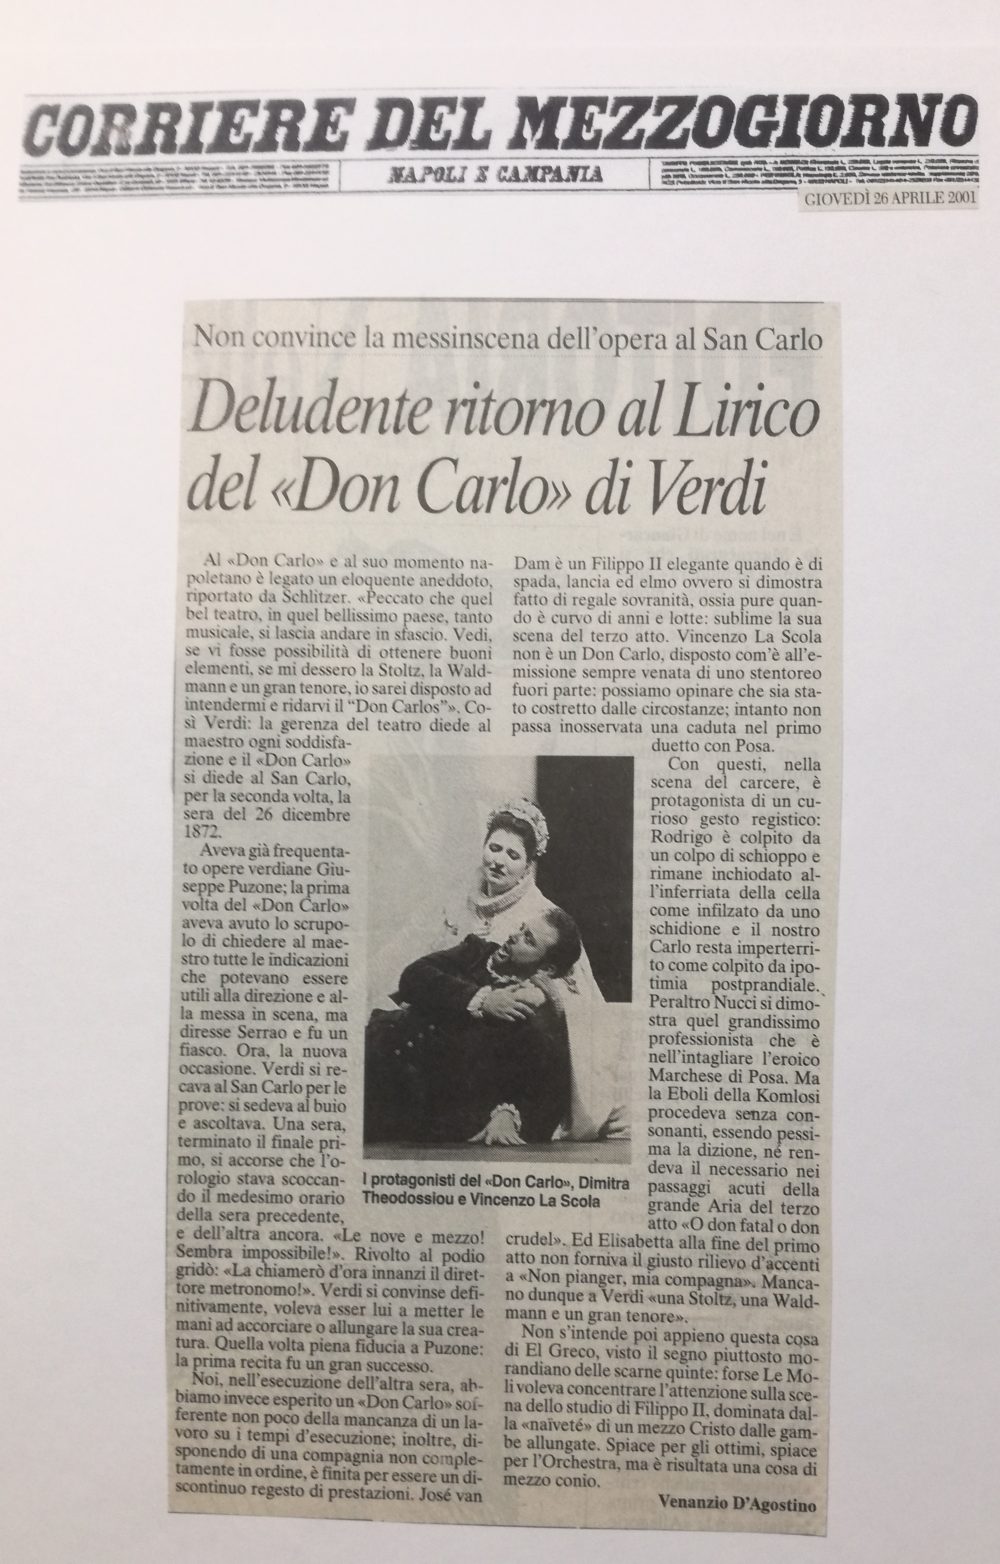 CORRIERE DEL MEZZOGIORNO
NAPOLI E CAMPANIA
GIOVEDÌ 26 APRILE 2001
Non convince la messinscena dell'opera al San Carlo
Deludente ritorno al Lirico
del «Don Carlo» di Verdi
Al «Don Carlo» e al suo momento na-
poletano è legato un eloquente aneddoto,
riportato da Schlitzer. «Peccato che quel
bel teatro, in quel bellissimo paese, tanto
musicale, si lascia andare in sfascio. Vedi,
se vi fosse possibilità di ottenere buoni
elementi, se mi dessero la Stoltz, la Wald-
mann e un gran tenore, io sarei disposto ad
intendermi e ridarvi il "Don Carlos"». Co-
sì Verdi: la gerenza del teatro diede al
maestro ogni soddisfa-
zione e il «Don Carlo»
si diede al San Carlo,
per la seconda volta, la
sera del 26 dicembre
1872.
Aveva già frequenta-
to opere verdiane Giu-
seppe Puzone; la prima
volta del «Don Carlo»
aveva avuto lo scrupo-
lo di chiedere al mae-
stro tutte le indicazioni
che potevano essere
utili alla direzione e al-
la messa in scena, ma
diresse Serrao e fu un
fiasco. Ora, la nuova
occasione. Verdi si re-
cava al San Carlo per le
prove: si sedeva al buio
e ascoltava. Una sera,
terminato il finale pri-
mo, si accorse che l'o-
rologio stava scoccan-
do il medesimo orario
della sera precedente,
e dell'altra ancora. «Le nove e mezzo!
Sembra impossibile!». Rivolto al podio
gridò: «La chiamerò d'ora innanzi il diret-
tore metronomo!». Verdi si convinse defi-
nitivamente, voleva esser lui a metter le
mani ad accorciare o allungare la sua crea-
tura. Quella volta piena fiducia a Puzone:
la prima recita fu un gran successo.
Noi, nell'esecuzione dell'altra sera, ab-
biamo invece esperito un «Don Carlo» sof-
ferente non poco della mancanza di un la-
voro su i tempi d'esecuzione; inoltre, di-
sponendo di una compagnia non comple-
tamente in ordine, è finita per essere un di-
scontinuo regesto di prestazioni. José van
Dam è un Filippo II elegante quando è di
spada, lancia ed elmo ovvero si dimostra
fatto di regale sovranità, ossia pure quan-
do è curvo di anni e lotte: sublime la sua
scena del terzo atto. Vincenzo La Scola
non è un Don Carlo, disposto com'è all'e-
missione sempre venata di uno stentoreo
fuori parte: possiamo opinare che sia sta-
to costretto dalle circostanze; intanto non
passa inosservata una caduta nel primo
duetto con Posa.
Con questi, nella
scena del carcere, è
protagonista di un cu-
rioso gesto registico:
Rodrigo è colpito da
un colpo di schioppo e
rimane inchiodato al-
l'inferriata della cella
come infilzato da uno
schidione e il nostro
Carlo resta imperterri-
to come colpito da ipo-
timia postprandiale.
Peraltro Nucci si dimo-
stra quel grandissimo
professionista che è
nell'intagliare l'eroico
Marchese di Posa. Ma
la Eboli della Komlosi
procedeva senza con-
sonanti, essendo pessi-
ma la dizione, né ren-
deva il necessario nei
passaggi acuti della
grande Aria del terzo
atto «O don fatal o don
crudel». Ed Elisabetta alla fine del primo
atto non forniva il giusto rilievo d'accenti
a «Non pianger, mia compagna». Manca-
no dunque a Verdi «una Stoltz, una Wald-
mann e un gran tenore».
Non s'intende poi appieno questa cosa
di El Greco, visto il segno piuttosto mo-
randiano delle scarne quinte: forse Le Mo-
li voleva concentrare l'attenzione sulla sce-
na dello studio di Filippo II, dominata dal-
la «naïveté» di un mezzo Cristo dalle gam-
be allungate. Spiace per gli ottimi, spiace
per l'Orchestra, ma è risultata una cosa di
mezzo conio.
Venanzio D'Agostino
I protagonisti del «Don Carlo», Dimitra
Theodossiou e Vincenzo La Scola